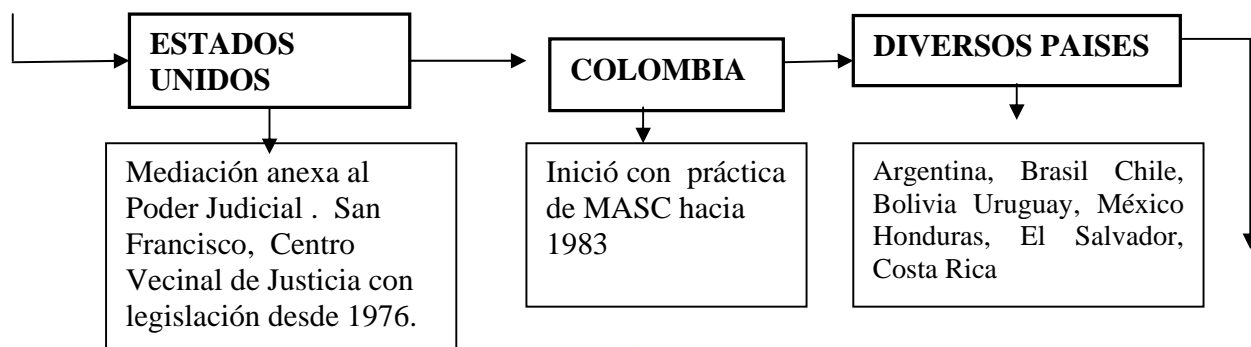 ESTADOS
UNIDOS
COLOMBIA
DIVERSOS PAISES
Mediación anexa al
Poder Judicial . San
Francisco, Centro
Vecinal de Justicia con
legislación desde 1976.
Inició con práctica
de MASC hacia
1983
Argentina, Brasil Chile,
Bolivia Uruguay, México
Honduras, El Salvador,
Costa Rica